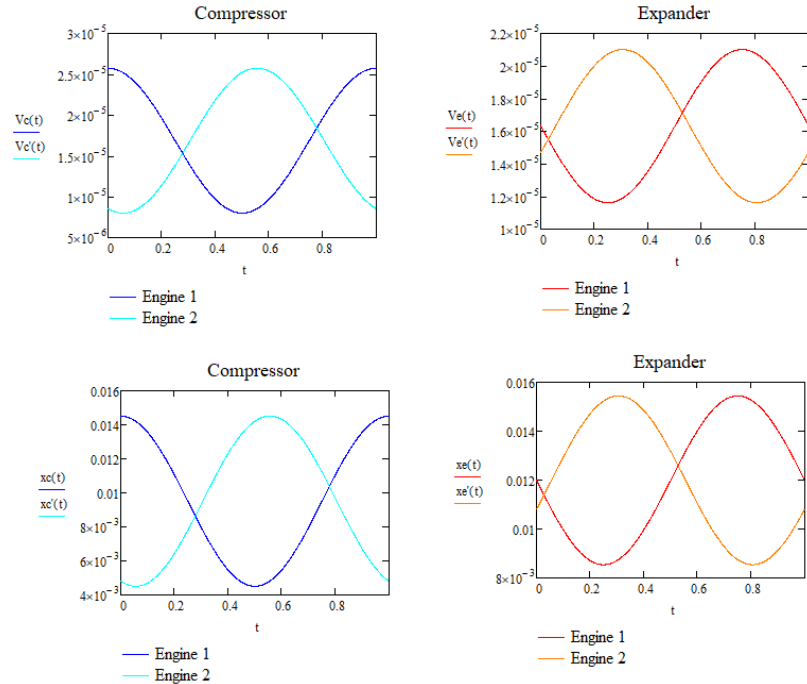 Compressor
3×10⁻⁵
2.5×10⁻⁵
2×10⁻⁵
1.5×10⁻⁵
1×10⁻⁵
5×10⁻⁶
Vc(t)
Vc'(t)
0 0.2 0.4 0.6 0.8
t
Engine 1
Engine 2
Expander
2.2×10⁻⁵
2×10⁻⁵
1.8×10⁻⁵
1.6×10⁻⁵
1.4×10⁻⁵
1.2×10⁻⁵
1×10⁻⁵
Ve(t)
Ve'(t)
0 0.2 0.4 0.6 0.8
t
Engine 1
Engine 2
Compressor
0.016
0.014
0.012
0.01
8×10⁻³
6×10⁻³
4×10⁻³
xc(t)
xc'(t)
0 0.2 0.4 0.6 0.8
t
Engine 1
Engine 2
Expander
0.016
0.014
0.012
0.01
8×10⁻³
xe(t)
xe'(t)
0 0.2 0.4 0.6 0.8
t
Engine 1
Engine 2